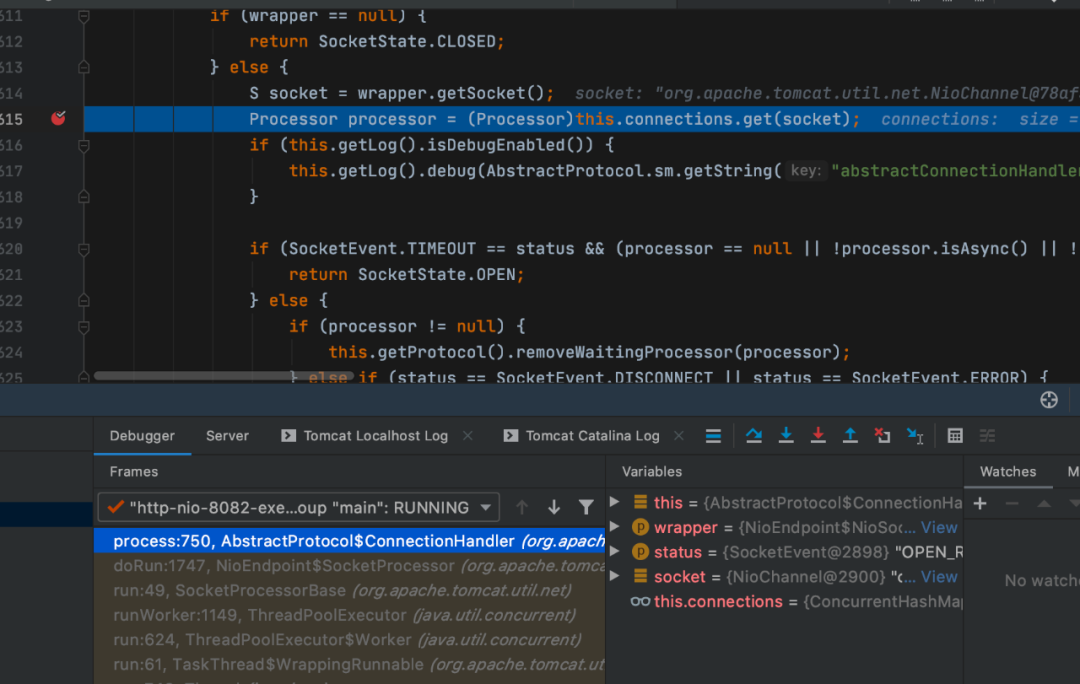 611 if (wrapper == null) {
612 return SocketState.CLOSED;
613 } else {
614 S socket = wrapper.getSocket(); socket: "org.apache.tomcat.util.net.NioChannel@78af
615 Processor processor = (Processor)this.connections.get(socket); connections: size =
616 if (this.getLog().isDebugEnabled()) {
617 this.getLog().debug(AbstractProtocol.sm.getString( key: "abstractConnectionHandler
618 }
619
620 if (SocketEvent.TIMEOUT == status && (processor == null || !processor.isAsync() || !
621 return SocketState.OPEN;
622 } else {
623 if (processor != null) {
624 this.getProtocol().removeWaitingProcessor(processor);
625 } else if (status == SocketEvent.DISCONNECT || status == SocketEvent.ERROR) {
Debugger Server Tomcat Localhost Log Tomcat Catalina Log
Frames Variables Watches M
"http-nio-8082-exe...oup "main": RUNNING
this = {AbstractProtocol$ConnectionHa
wrapper = {NioEndpoint$NioSoc... View
process:750, AbstractProtocol$ConnectionHandler (org.apach
status = {SocketEvent@2898} "OPEN_R
doRun:1747, NioEndpoint$SocketProcessor (org.apache.tomca
socket = {NioChannel@2900} "o... View
No watche
run:49, SocketProcessorBase (org.apache.tomcat.util.net)
this.connections = {ConcurrentHashMap
runWorker:1149, ThreadPoolExecutor (java.util.concurrent)
run:624, ThreadPoolExecutor$Worker (java.util.concurrent)
run:61, TaskThread$WrappingRunnable (org.apache.tomcat.ut